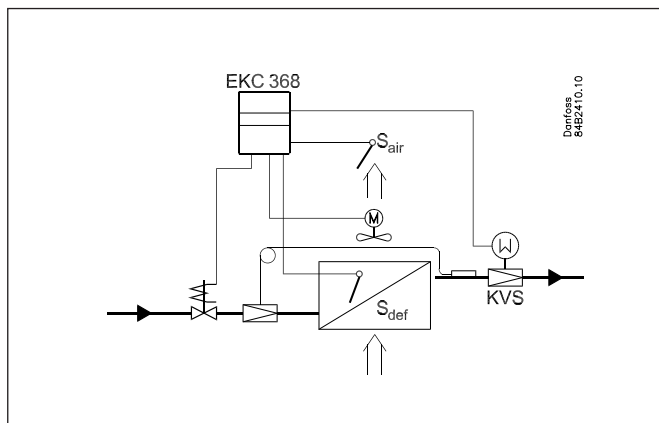 EKC 368
Danfoss
84B2410.10
Sair
M
M
KVS
Sdef